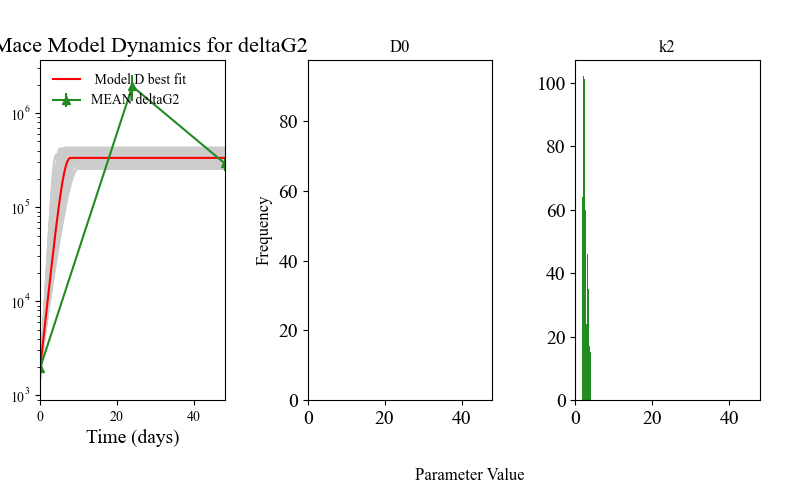 Mace Model Dynamics for deltaG2
D0
k2
Model D best fit
MEAN deltaG2
10^6
10^5
10^4
10^3
0 20 40
Time (days)
Frequency
80
60
40
20
0
0 20 40
100
80
60
40
20
0
0 20 40
Parameter Value